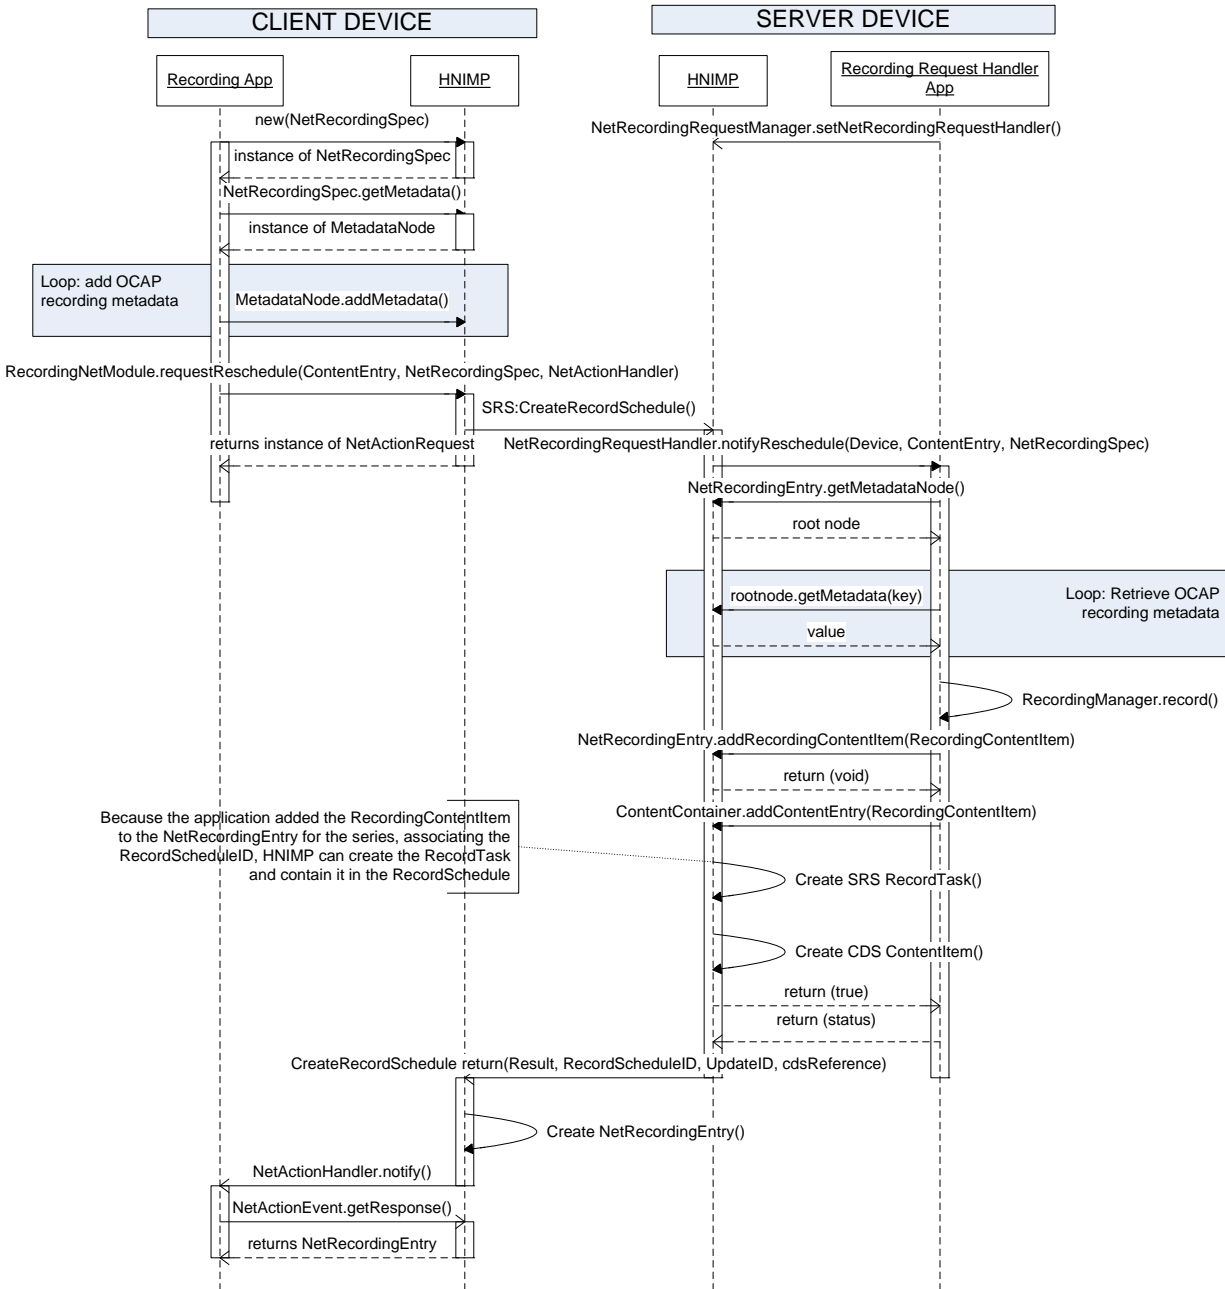 CLIENT DEVICE
SERVER DEVICE
Recording App
HNIMP
HNIMP
Recording Request Handler
App
new(NetRecordingSpec)
NetRecordingRequestManager.setNetRecordingRequestHandler()
instance of NetRecordingSpec
NetRecordingSpec.getMetadata()
instance of MetadataNode
Loop: add OCAP
recording metadata
MetadataNode.addMetadata()
RecordingNetModule.requestReschedule(ContentEntry, NetRecordingSpec, NetActionHandler)
SRS:CreateRecordSchedule()
returns instance of NetActionRequest
NetRecordingRequestHandler.notifyReschedule(Device, ContentEntry, NetRecordingSpec)
NetRecordingEntry.getMetadataNode()
root node
rootnode.getMetadata(key)
Loop: Retrieve OCAP
recording metadata
value
RecordingManager.record()
NetRecordingEntry.addRecordingContentItem(RecordingContentItem)
return (void)
ContentContainer.addContentEntry(RecordingContentItem)
Because the application added the RecordingContentItem
to the NetRecordingEntry for the series, associating the
RecordScheduleID, HNIMP can create the RecordTask
and contain it in the RecordSchedule
Create SRS RecordTask()
Create CDS ContentItem()
return (true)
return (status)
CreateRecordSchedule return(Result, RecordScheduleID, UpdateID, cdsReference)
Create NetRecordingEntry()
NetActionHandler.notify()
NetActionEvent.getResponse()
returns NetRecordingEntry